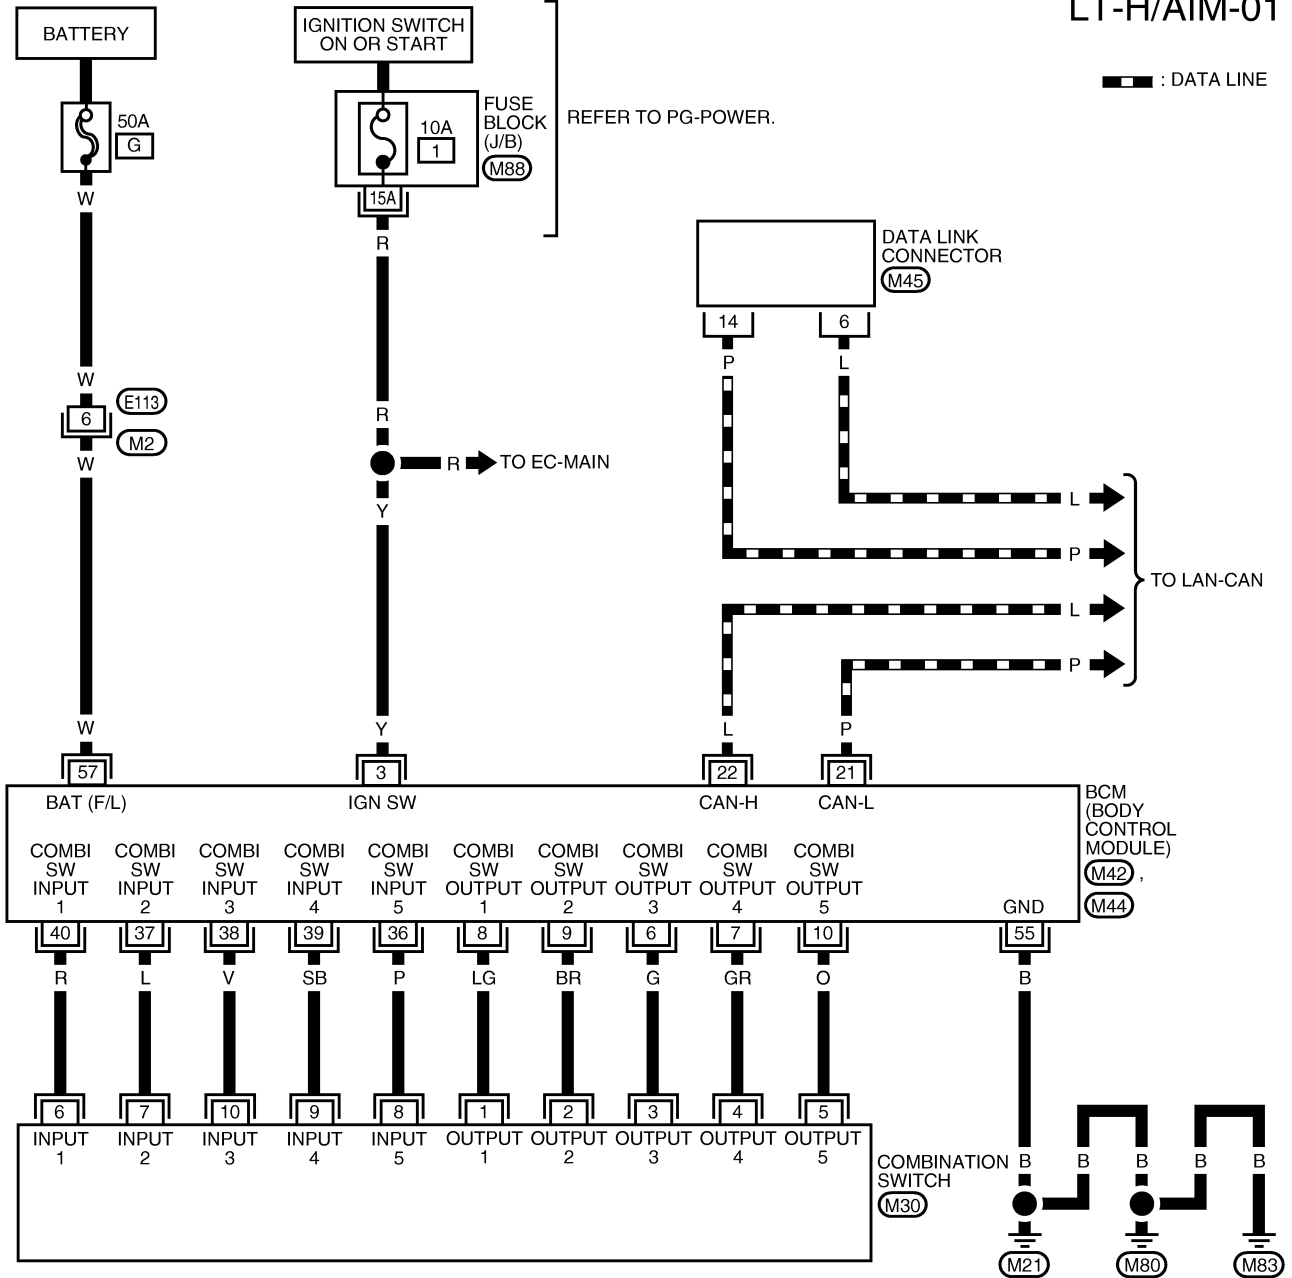 LT-H/AIM-01
BATTERY
IGNITION SWITCH
ON OR START
: DATA LINE
50A
G
10A
1
FUSE
BLOCK
(J/B)
M88
REFER TO PG-POWER.
15A
W
R
DATA LINK
CONNECTOR
M45
14
6
P
L
W
R
E113
6
M2
W
R
TO EC-MAIN
Y
L
P
TO LAN-CAN
L
P
W
Y
L
P
57
3
22
21
BAT (F/L)
IGN SW
CAN-H
CAN-L
BCM
(BODY
CONTROL
MODULE)
M42 ,
M44
COMBI
SW
INPUT
1
COMBI
SW
INPUT
2
COMBI
SW
INPUT
3
COMBI
SW
INPUT
4
COMBI
SW
INPUT
5
COMBI
SW
OUTPUT
1
COMBI
SW
OUTPUT
2
COMBI
SW
OUTPUT
3
COMBI
SW
OUTPUT
4
COMBI
SW
OUTPUT
5
GND
40
37
38
39
36
8
9
6
7
10
55
R
L
V
SB
P
LG
BR
G
GR
O
B
6
7
10
9
8
1
2
3
4
5
INPUT
1
INPUT
2
INPUT
3
INPUT
4
INPUT
5
OUTPUT
1
OUTPUT
2
OUTPUT
3
OUTPUT
4
OUTPUT
5
COMBINATION
SWITCH
M30
B
B
B
B
B
M21
M80
M83